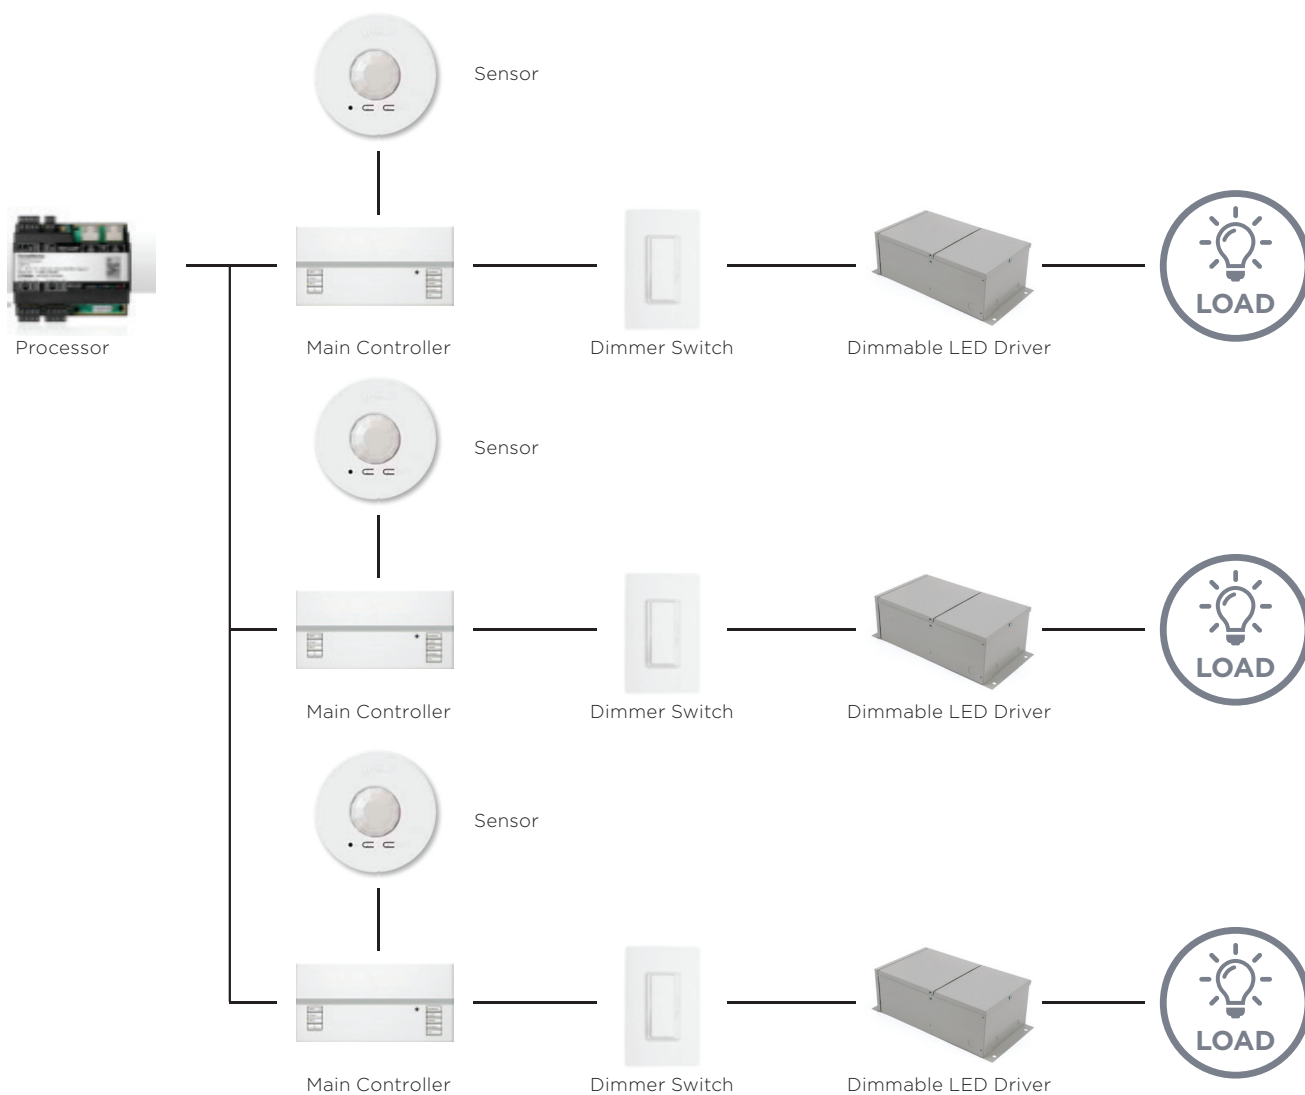 Sensor
LOAD
Processor
Main Controller
Dimmer Switch
Dimmable LED Driver
Sensor
LOAD
Main Controller
Dimmer Switch
Dimmable LED Driver
Sensor
LOAD
Main Controller
Dimmer Switch
Dimmable LED Driver